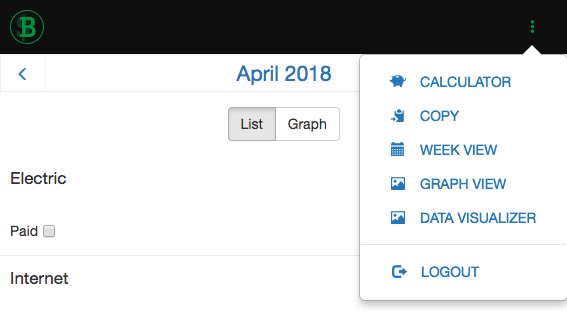 B
April 2018
List Graph
Electric
Paid
Internet
CALCULATOR
COPY
WEEK VIEW
GRAPH VIEW
DATA VISUALIZER
LOGOUT